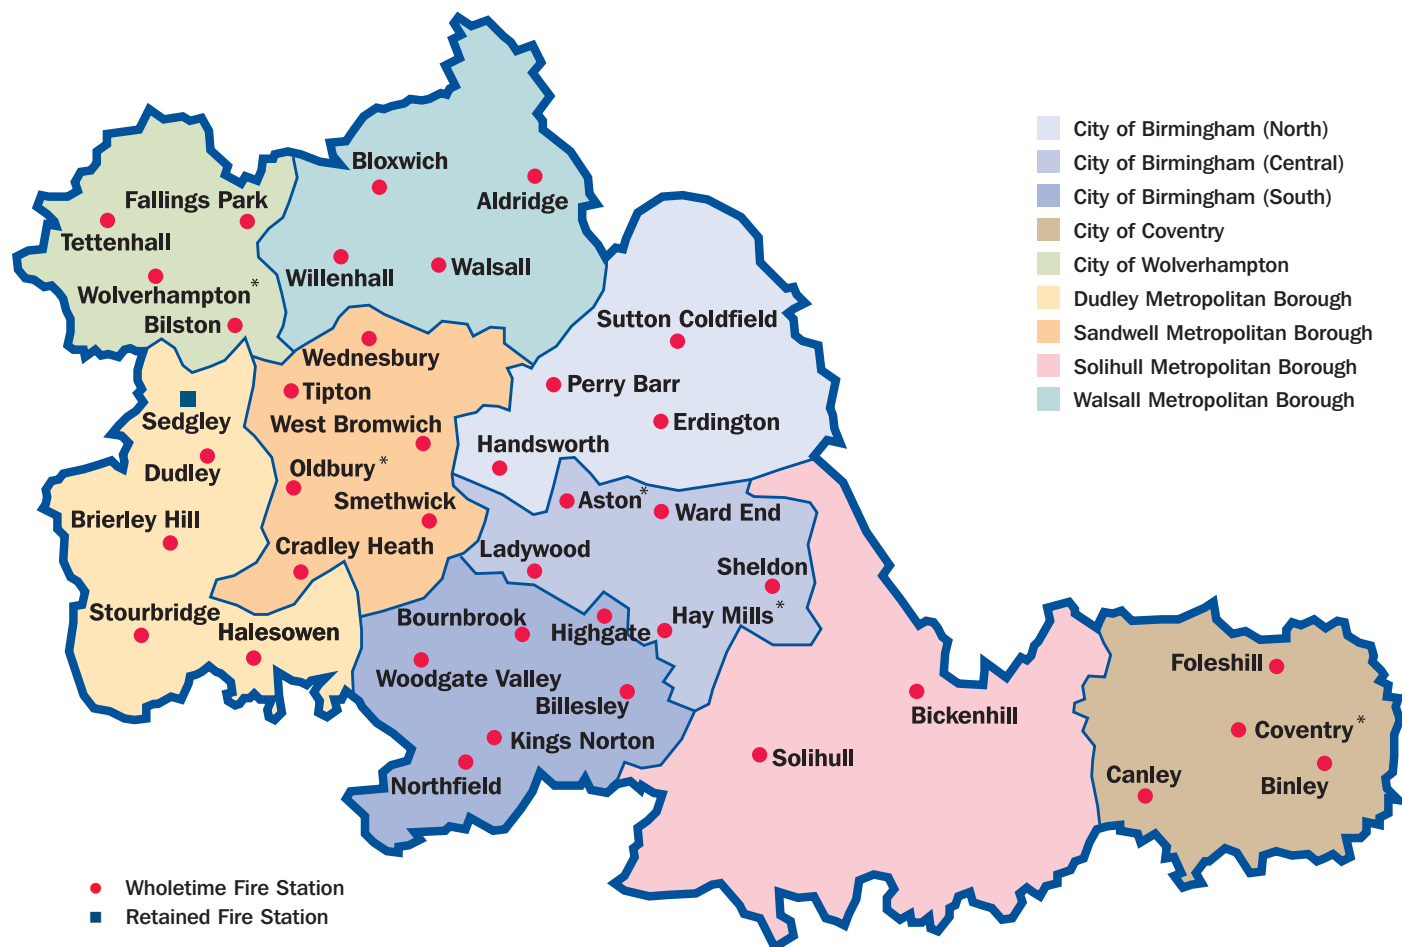 Bloxwich
Aldridge
Fallings Park
Tettenhall
Willenhall
Walsall
Wolverhampton*
Bilston
Sutton Coldfield
Wednesbury
Perry Barr
Tipton
Sedgley
West Bromwich
Erdington
Handsworth
Dudley
Oldbury*
Smethwick
Aston*
Ward End
Brierley Hill
Cradley Heath
Ladywood
Sheldon
Stourbridge
Halesowen
Bournbrook
Highgate
Hay Mills*
Woodgate Valley
Billesley
Foleshill
Bickenhill
Kings Norton
Coventry*
Solihull
Northfield
Canley
Binley
City of Birmingham (North)
City of Birmingham (Central)
City of Birmingham (South)
City of Coventry
City of Wolverhampton
Dudley Metropolitan Borough
Sandwell Metropolitan Borough
Solihull Metropolitan Borough
Walsall Metropolitan Borough
Wholetime Fire Station
Retained Fire Station